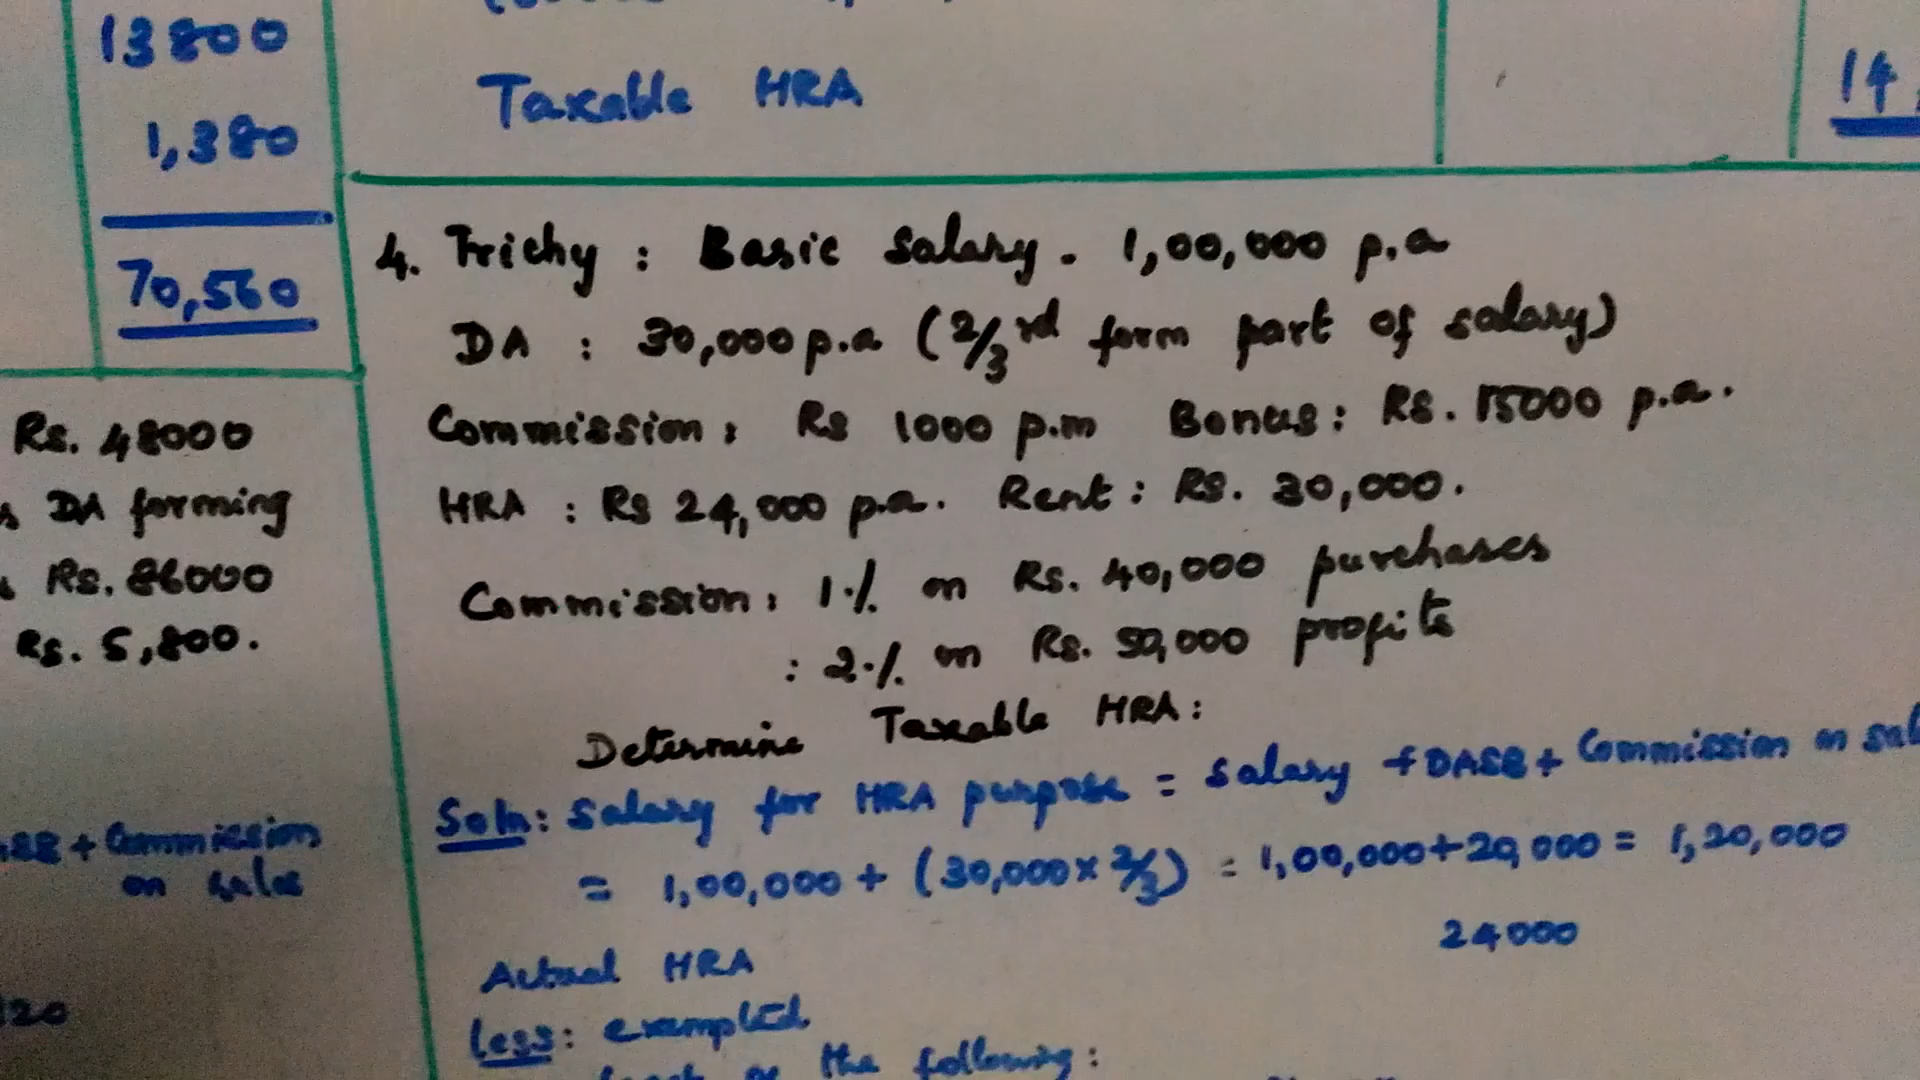 13800
1,380
70,560
Rs. 48000
DA forming
Rs. 86000
Rs. 5,800.
+ Commission
on sales
Taxable HRA
14,
4. Trichy : Basic Salary. 1,00,000 p.a
DA : 30,000 p.a (2/3rd form part of salary)
Commission : Rs 1000 p.m Bonus : Rs. 15000 p.a.
HRA : Rs 24,000 p.a. Rent : Rs. 30,000.
Commission : 1% on Rs. 40,000 purchases
: 2% on Rs. 50,000 profits
Determine Taxable HRA:
Soln: Salary for HRA purpose = Salary + DASB + Commission on sal
= 1,00,000 + (30,000 x 2/3) = 1,00,000+20,000 = 1,20,000
Actual HRA 24000
Less: exempted
the following: